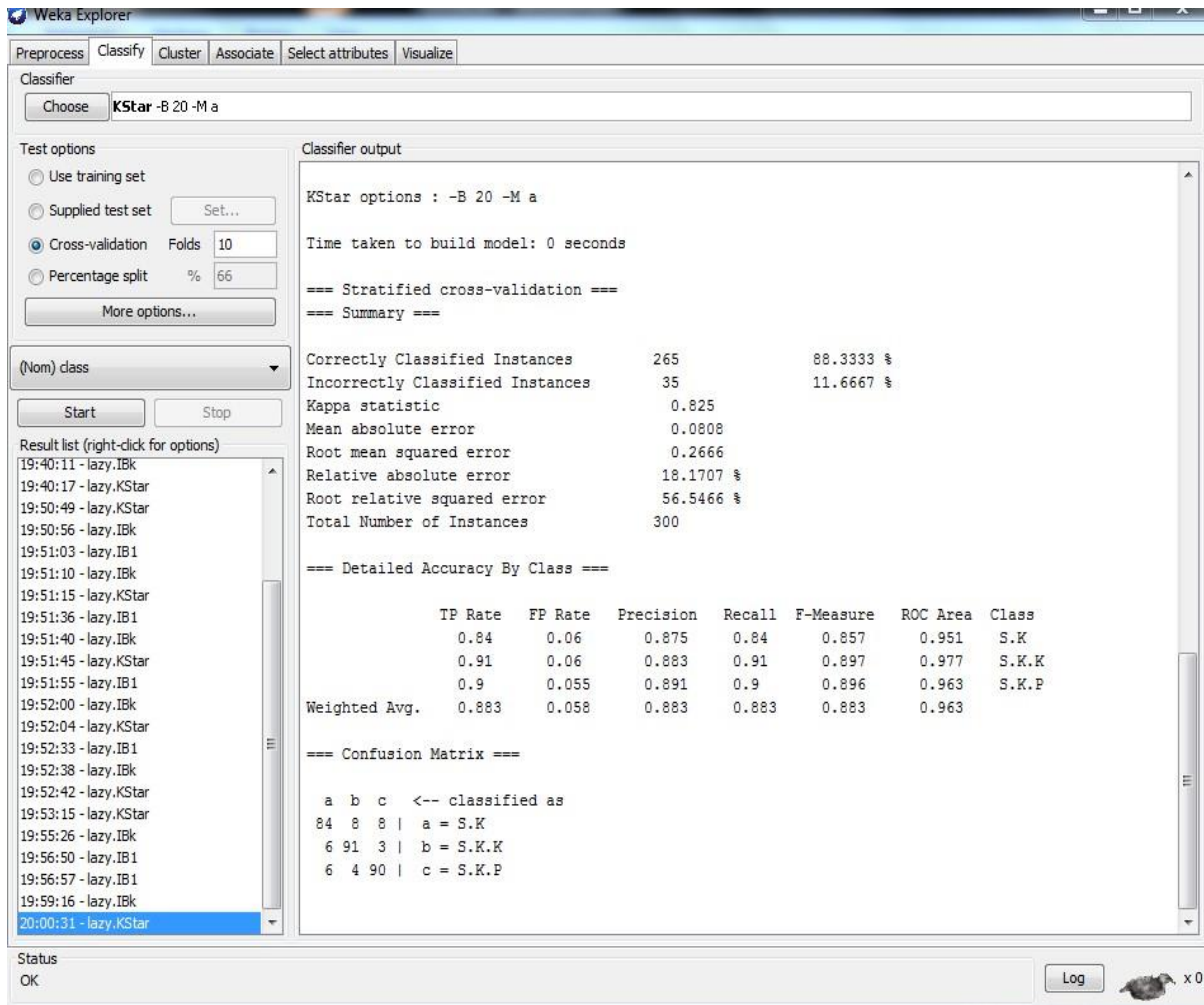 Weka Explorer
Preprocess Classify Cluster Associate Select attributes Visualize
Classifier
Choose KStar -B 20 -M a
Test options
Use training set
Supplied test set Set...
Cross-validation Folds 10
Percentage split % 66
More options...
(Nom) class
Start Stop
Result list (right-click for options)
19:40:11 - lazy.IBk
19:40:17 - lazy.KStar
19:50:49 - lazy.KStar
19:50:56 - lazy.IBk
19:51:03 - lazy.IB1
19:51:10 - lazy.IBk
19:51:15 - lazy.KStar
19:51:36 - lazy.IB1
19:51:40 - lazy.IBk
19:51:45 - lazy.KStar
19:51:55 - lazy.IB1
19:52:00 - lazy.IBk
19:52:04 - lazy.KStar
19:52:33 - lazy.IB1
19:52:38 - lazy.IBk
19:52:42 - lazy.KStar
19:53:15 - lazy.KStar
19:55:26 - lazy.IBk
19:56:50 - lazy.IB1
19:56:57 - lazy.IB1
19:59:16 - lazy.IBk
20:00:31 - lazy.KStar
Classifier output
KStar options : -B 20 -M a
Time taken to build model: 0 seconds
=== Stratified cross-validation ===
=== Summary ===
Correctly Classified Instances 265 88.3333 %
Incorrectly Classified Instances 35 11.6667 %
Kappa statistic 0.825
Mean absolute error 0.0808
Root mean squared error 0.2666
Relative absolute error 18.1707 %
Root relative squared error 56.5466 %
Total Number of Instances 300
=== Detailed Accuracy By Class ===
TP Rate FP Rate Precision Recall F-Measure ROC Area Class
0.84 0.06 0.875 0.84 0.857 0.951 S.K
0.91 0.06 0.883 0.91 0.897 0.977 S.K.K
0.9 0.055 0.891 0.9 0.896 0.963 S.K.P
Weighted Avg. 0.883 0.058 0.883 0.883 0.883 0.963
=== Confusion Matrix ===
a b c <-- classified as
84 8 8 | a = S.K
6 91 3 | b = S.K.K
6 4 90 | c = S.K.P
Status
OK
Log x 0